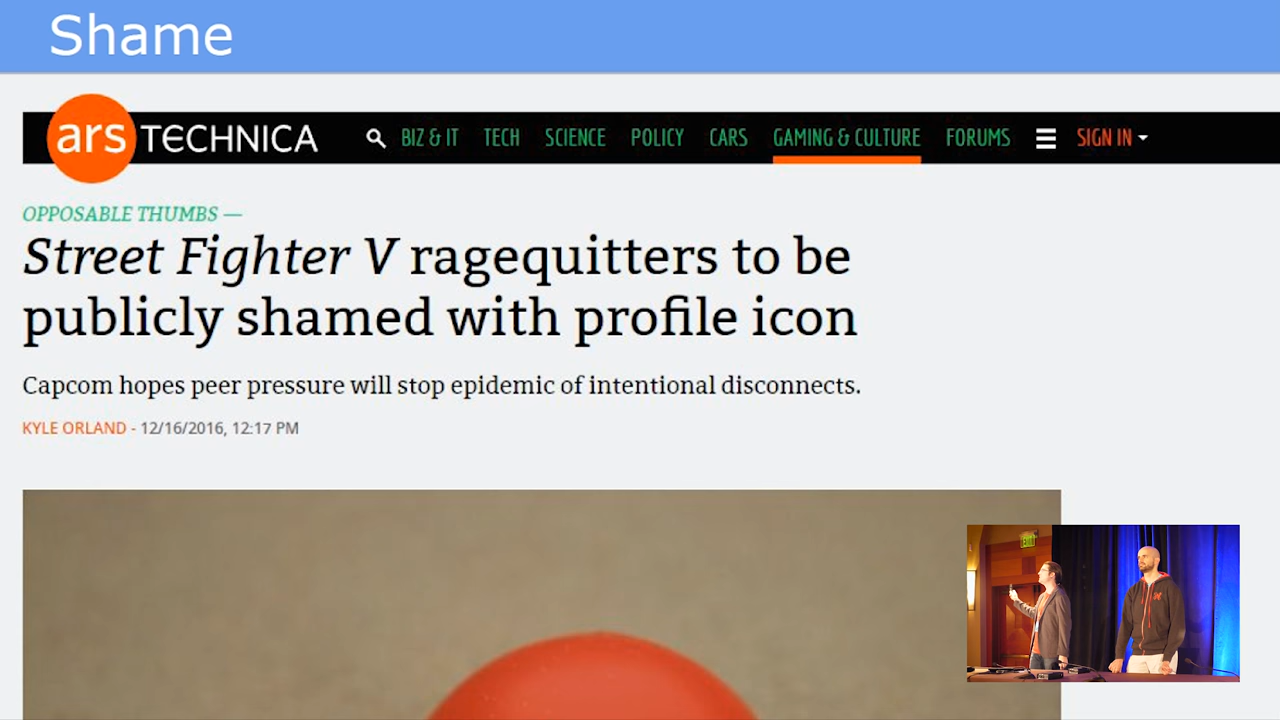 Shame
ars TECHNICA BIZ & IT TECH SCIENCE POLICY CARS GAMING & CULTURE FORUMS SIGN IN
OPPOSABLE THUMBS —
Street Fighter V ragequitters to be
publicly shamed with profile icon
Capcom hopes peer pressure will stop epidemic of intentional disconnects.
KYLE ORLAND - 12/16/2016, 12:17 PM
EXIT